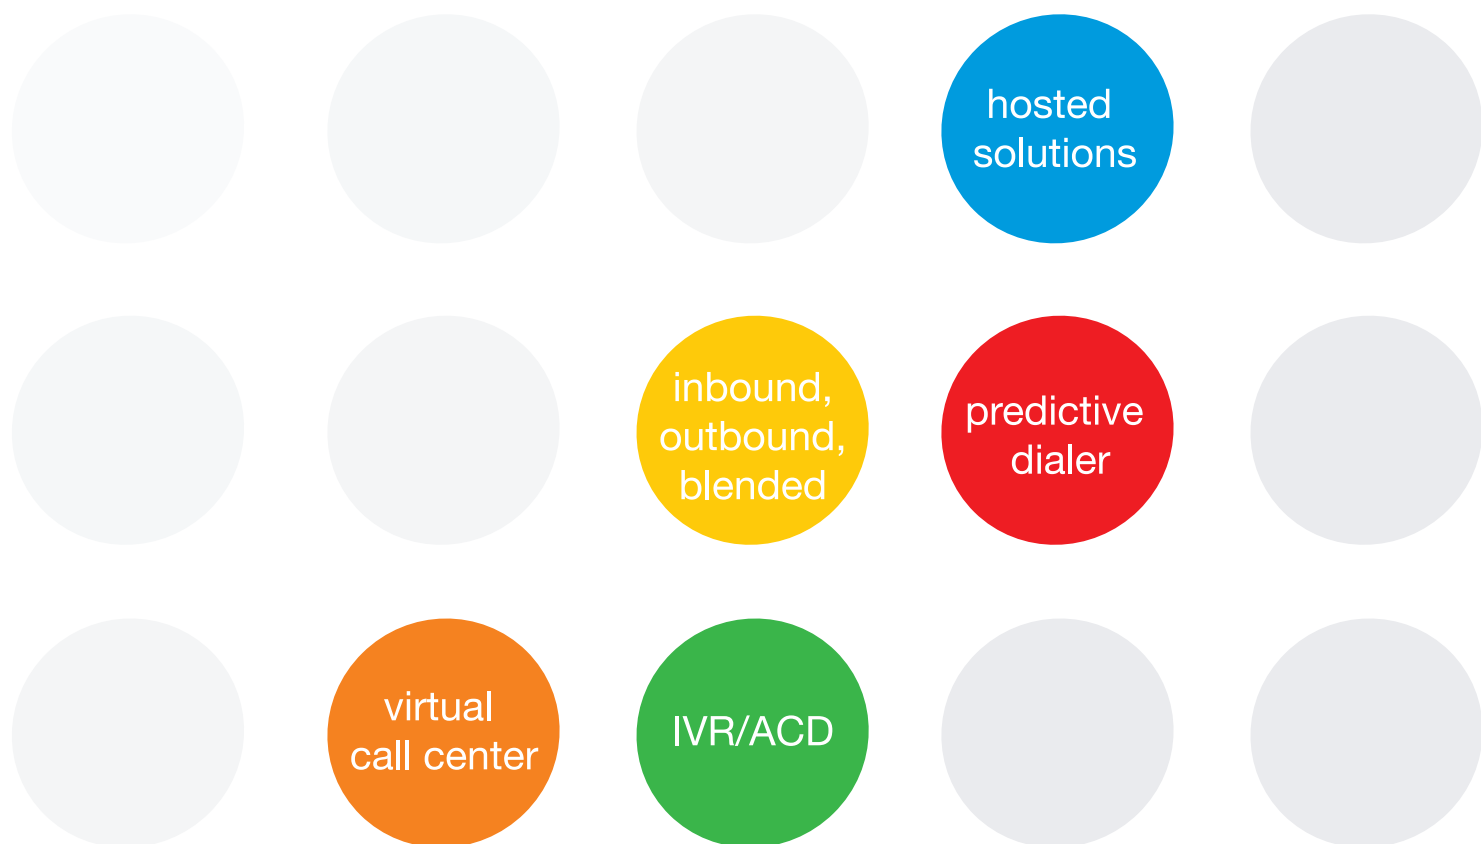 hosted
solutions
inbound,
outbound,
blended
predictive
dialer
virtual
call center
IVR/ACD